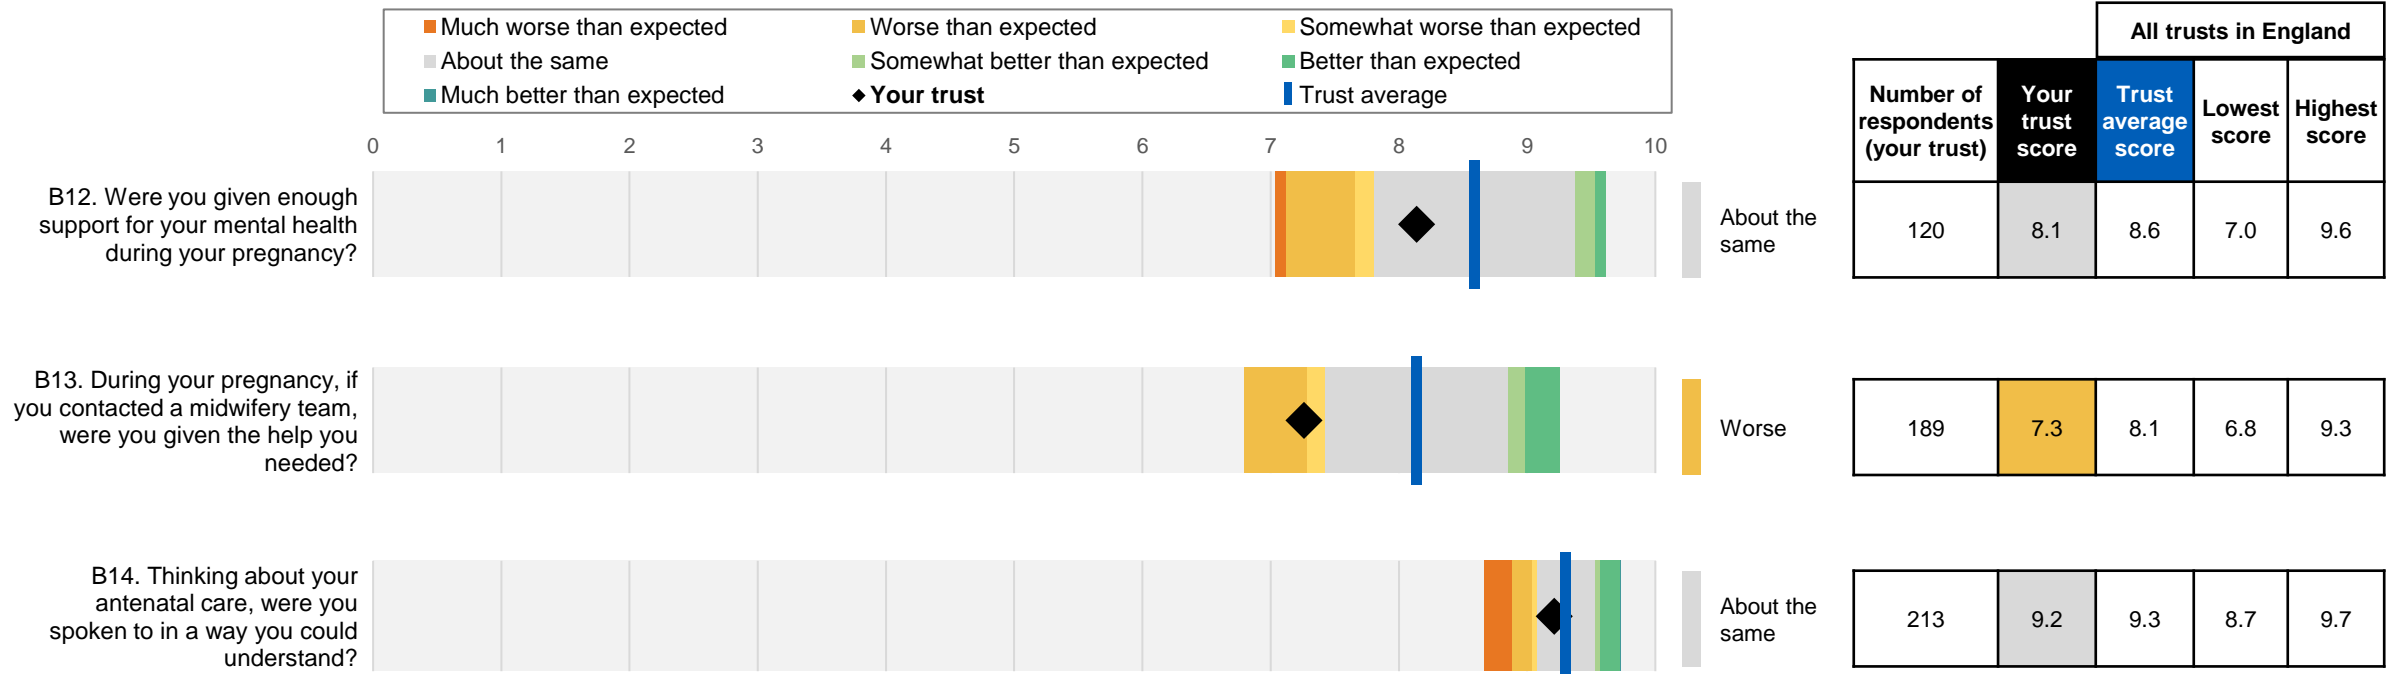 Much worse than expected
Worse than expected
Somewhat worse than expected
About the same
Somewhat better than expected
Better than expected
Much better than expected
Your trust
Trust average
All trusts in England
Number of
respondents
(your trust)
Your
trust
score
Trust
average
score
Lowest
score
Highest
score
0 1 2 3 4 5 6 7 8 9 10
B12. Were you given enough
support for your mental health
during your pregnancy?
About the
same
120 8.1 8.6 7.0 9.6
B13. During your pregnancy, if
you contacted a midwifery team,
were you given the help you
needed?
Worse
189 7.3 8.1 6.8 9.3
B14. Thinking about your
antenatal care, were you
spoken to in a way you could
understand?
About the
same
213 9.2 9.3 8.7 9.7